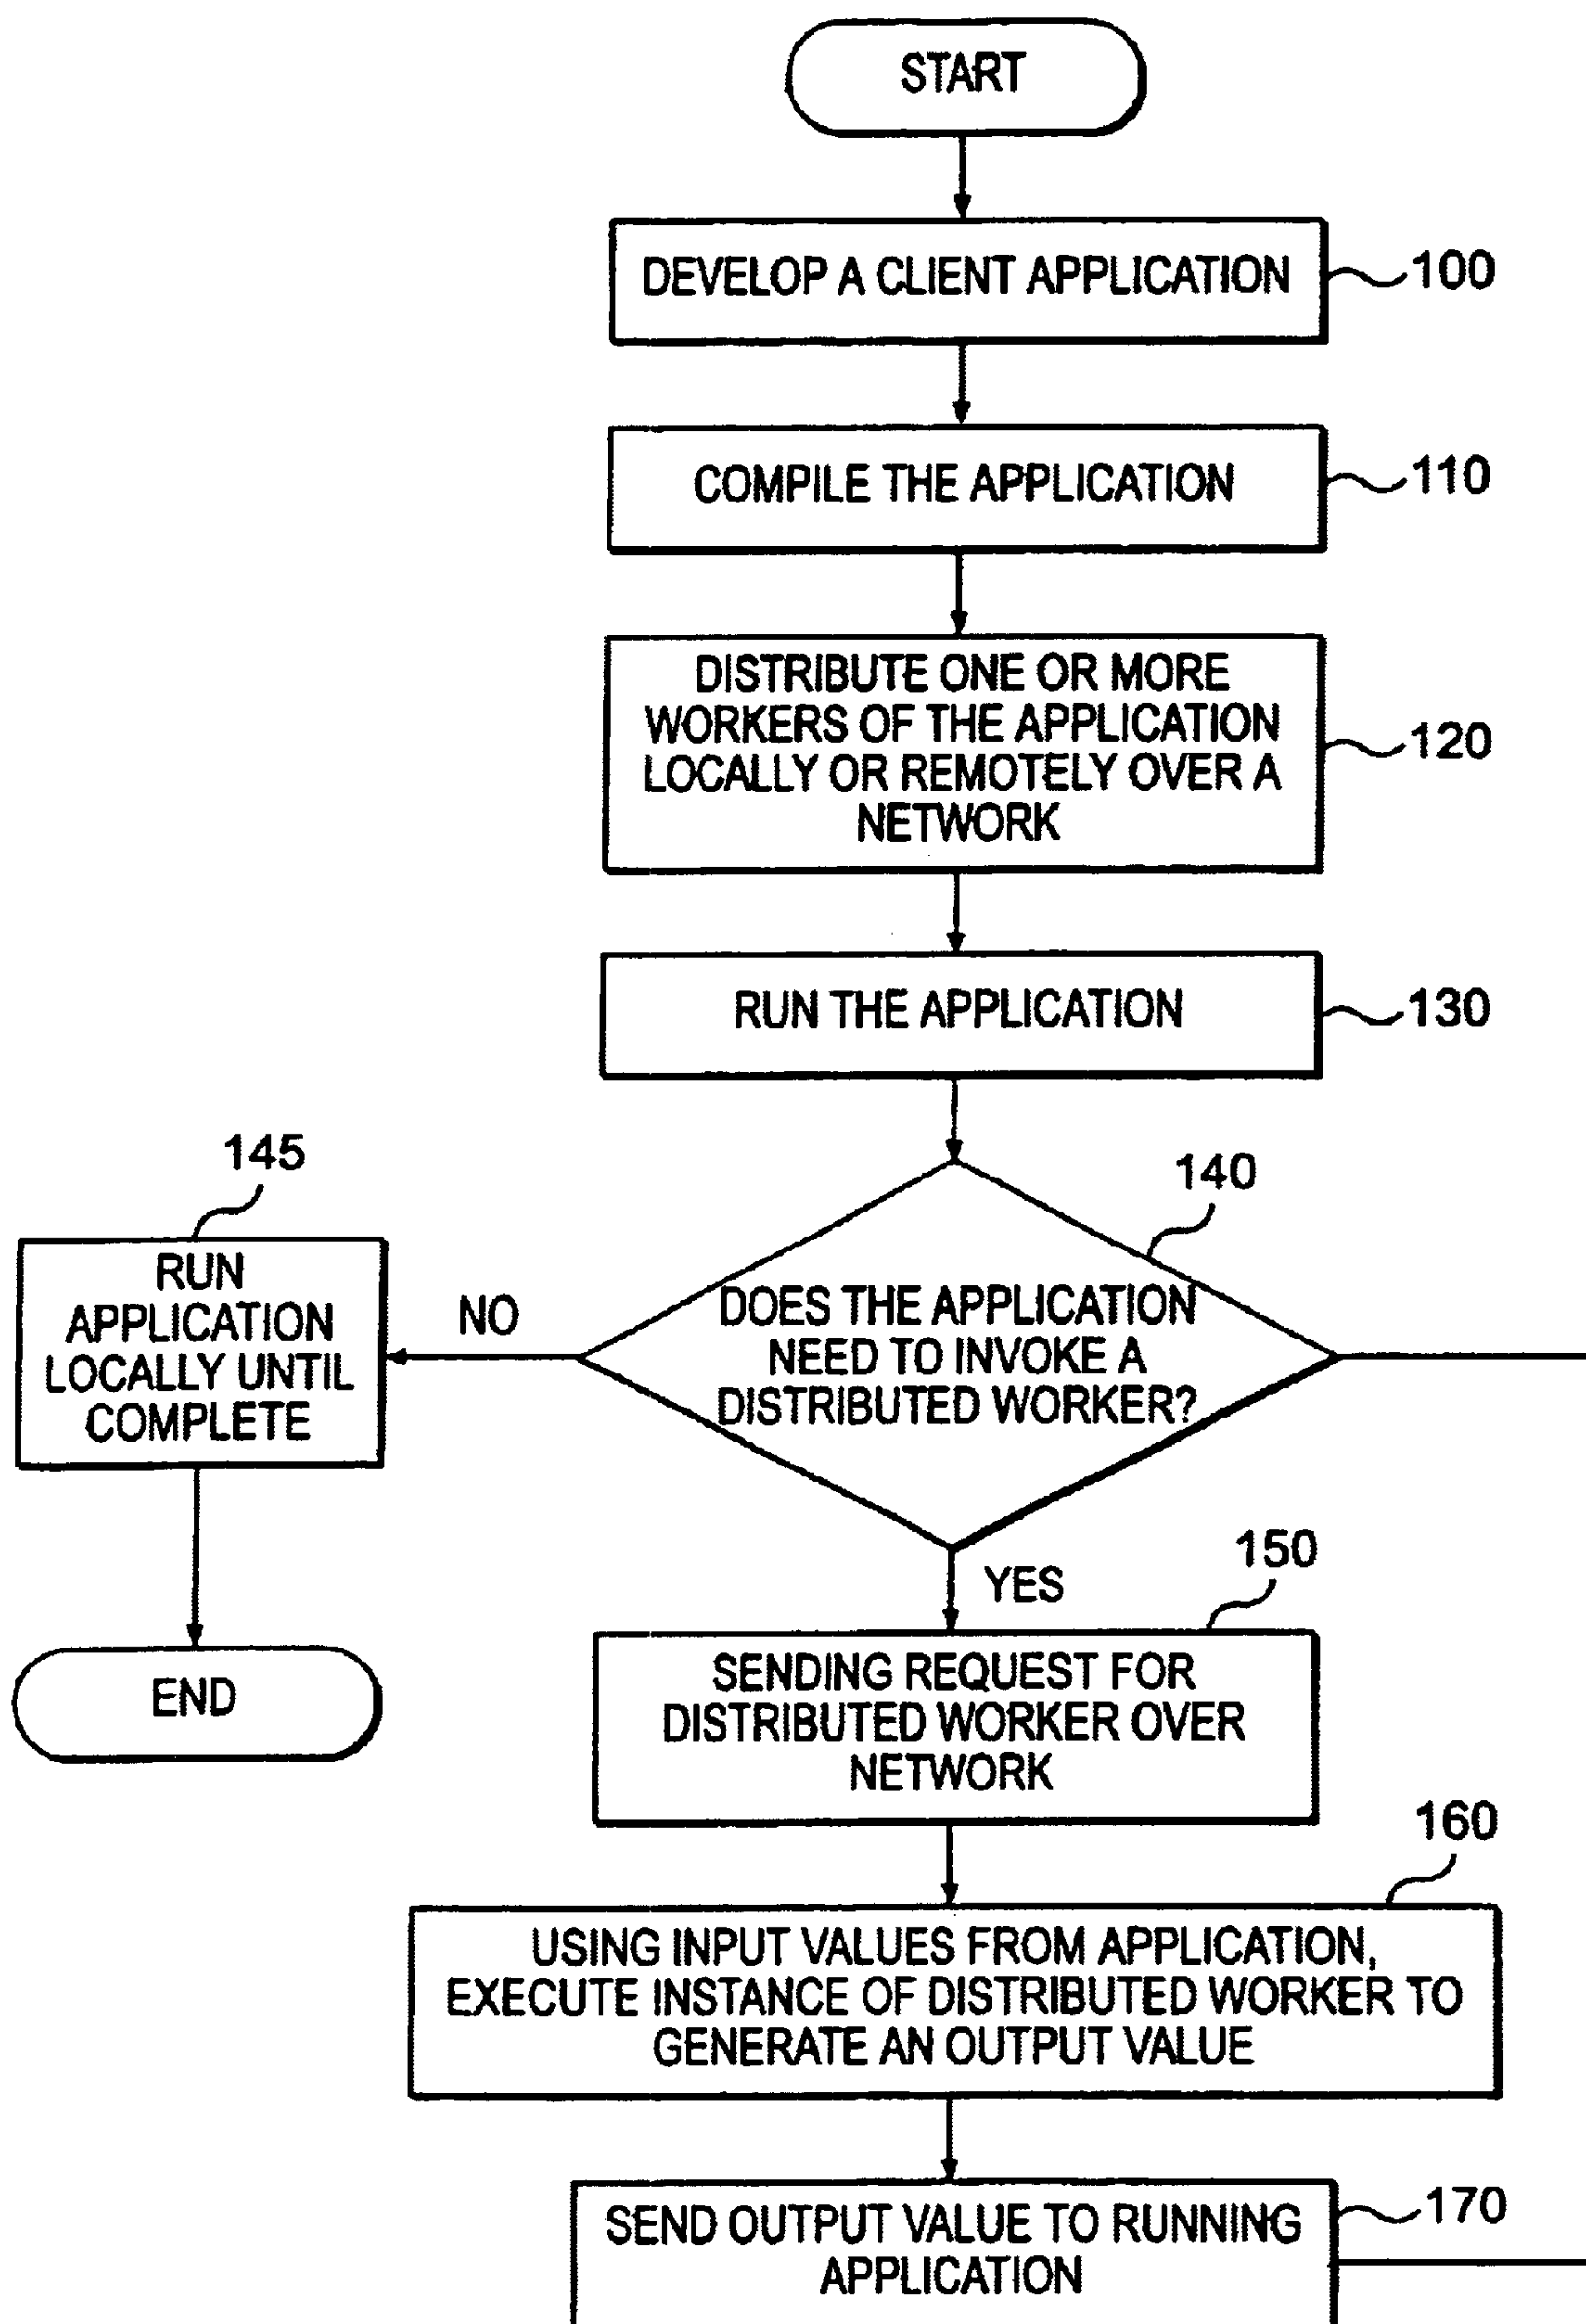 START
DEVELOP A CLIENT APPLICATION
100
COMPILE THE APPLICATION
110
DISTRIBUTE ONE OR MORE
WORKERS OF THE APPLICATION
LOCALLY OR REMOTELY OVER A
NETWORK
120
RUN THE APPLICATION
130
145
RUN
APPLICATION
LOCALLY UNTIL
COMPLETE
NO
140
DOES THE APPLICATION
NEED TO INVOKE A
DISTRIBUTED WORKER?
END
YES
150
SENDING REQUEST FOR
DISTRIBUTED WORKER OVER
NETWORK
160
USING INPUT VALUES FROM APPLICATION,
EXECUTE INSTANCE OF DISTRIBUTED WORKER TO
GENERATE AN OUTPUT VALUE
SEND OUTPUT VALUE TO RUNNING
APPLICATION
170